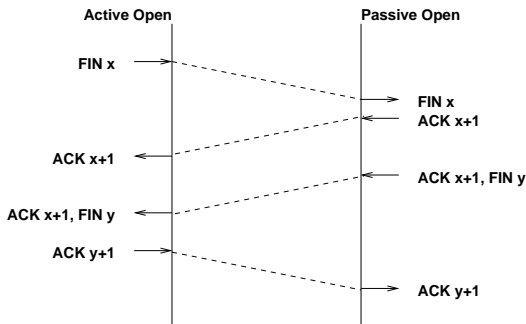 Active Open
Passive Open
FIN x
FIN x
ACK x+1
ACK x+1
ACK x+1, FIN y
ACK x+1, FIN y
ACK y+1
ACK y+1